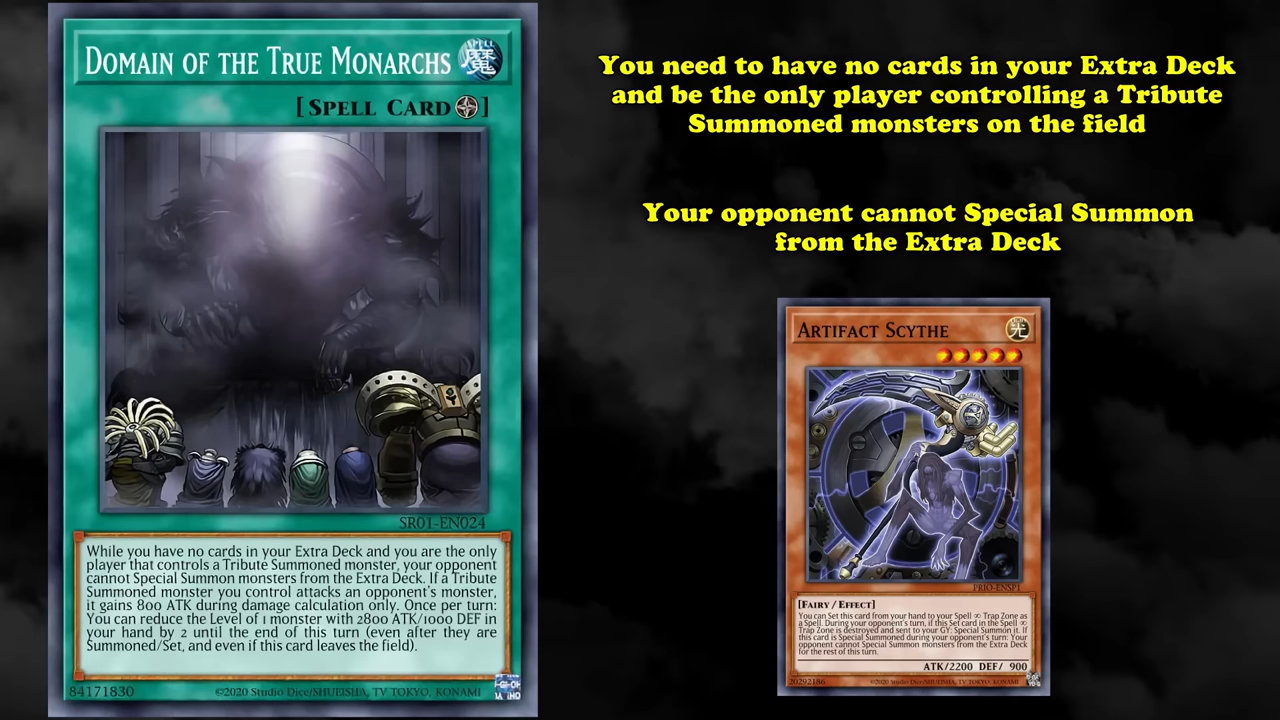 DOMAIN OF THE TRUE MONARCHS
[SPELL CARD]
SR01-EN024
While you have no cards in your Extra Deck and you are the only
player that controls a Tribute Summoned monster, your opponent
cannot Special Summon monsters from the Extra Deck. If a Tribute
Summoned monster you control attacks an opponent's monster,
it gains 800 ATK during damage calculation only. Once per turn:
You can reduce the Level of 1 monster with 2800 ATK/1000 DEF in
your hand by 2 until the end of this turn (even after they are
Summoned/Set, and even if this card leaves the field).
84171830
©2020 Studio Dice/SHUEISHA, TV TOKYO, KONAMI
You need to have no cards in your Extra Deck
and be the only player controlling a Tribute
Summoned monsters on the field
Your opponent cannot Special Summon
from the Extra Deck
ARTIFACT SCYTHE
PRIO-ENSP1
[FAIRY / EFFECT]
You can Set this card from your hand to your Spell & Trap Zone as
a Spell. During your opponent's turn, if this Set card in the Spell &
Trap Zone is destroyed and sent to your GY: Special Summon it. If
this card is Special Summoned during your opponent's turn: Your
opponent cannot Special Summon monsters from the Extra Deck
for the rest of this turn.
ATK/2200 DEF/ 900
20292186
©2020 Studio Dice/SHUEISHA, TV TOKYO, KONAMI